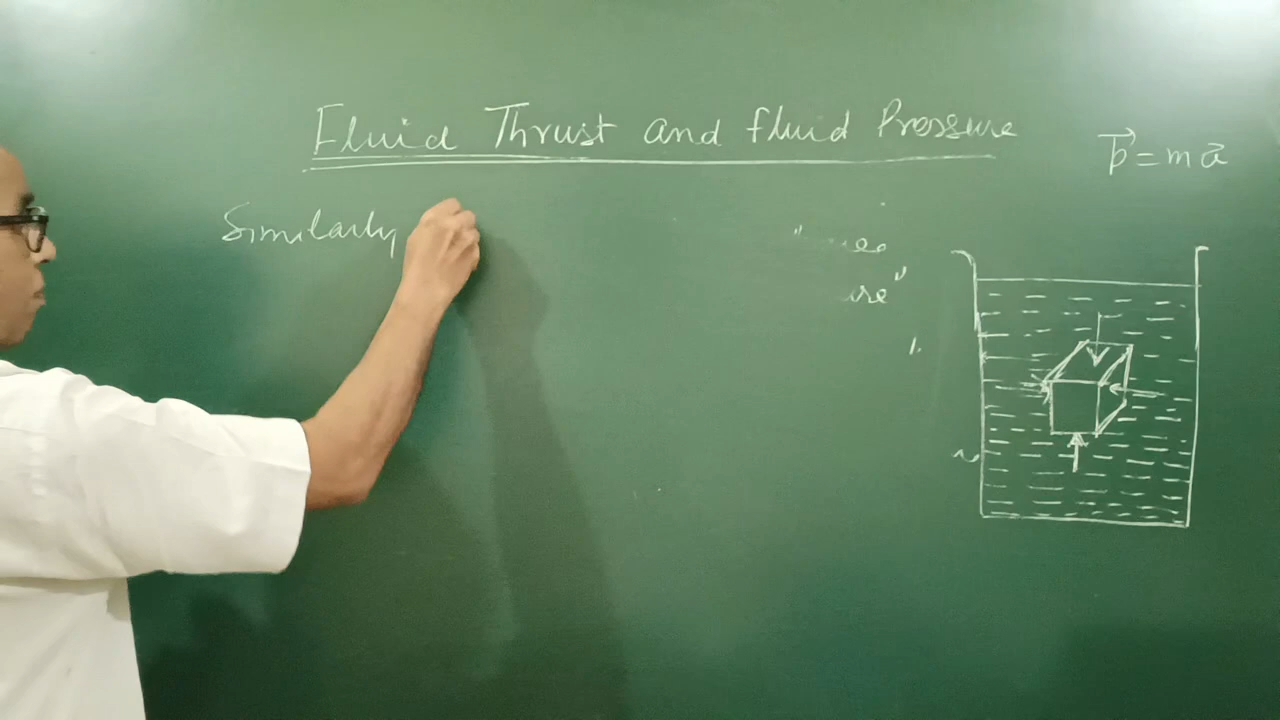 Fluid Thrust and fluid Pressure
p⃗ = m a⃗
Similarly